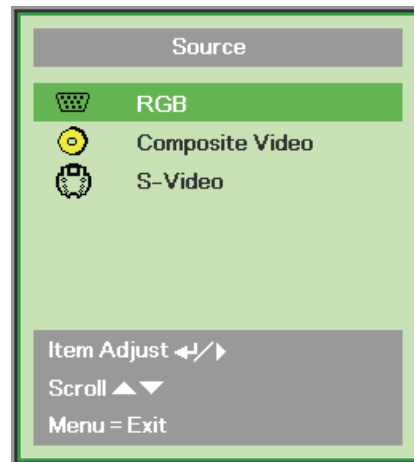 Source
RGB
Composite Video
S-Video
Item Adjust ↵/▶
Scroll ▲▼
Menu = Exit